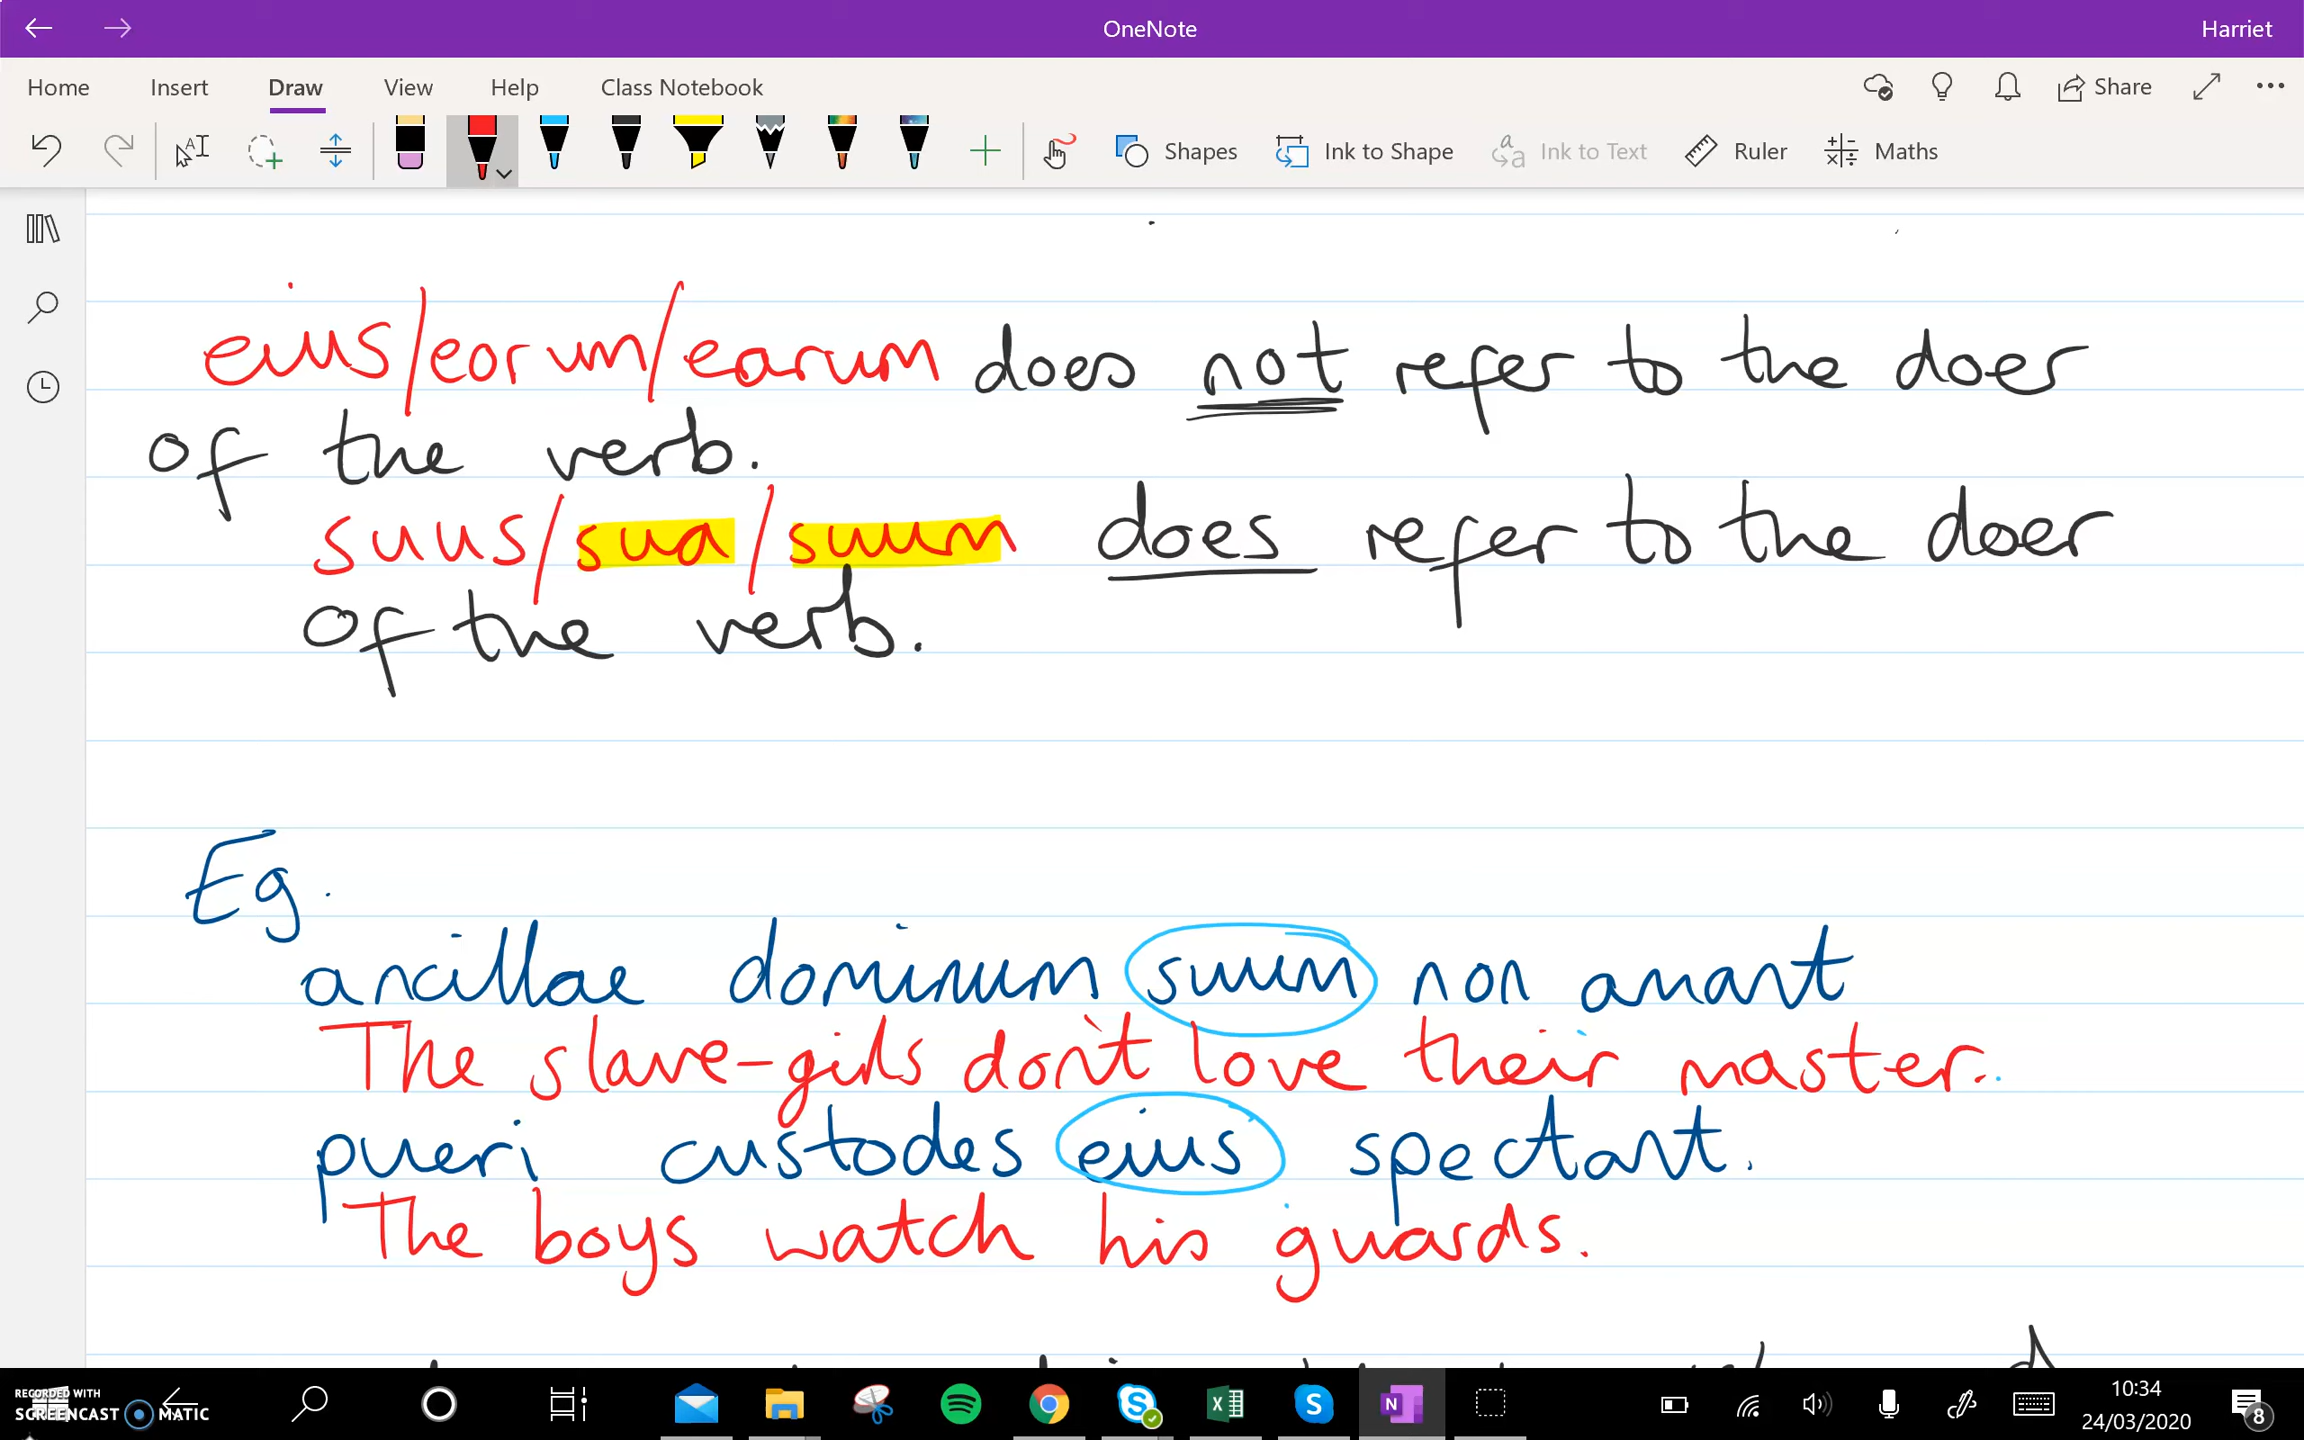 OneNote
Harriet
Home Insert Draw View Help Class Notebook Share
Shapes Ink to Shape Ink to Text Ruler Maths
eius/eorum/earum does not refer to the doer
of the verb.
suus/sua/suum does refer to the doer
of the verb.
Eg.
ancillae dominum suum non amant
The slave-girls don't love their master.
pueri custodes eius spectant.
The boys watch his guards.
RECORDED WITH
SCREENCAST MATIC
10:34
24/03/2020
8